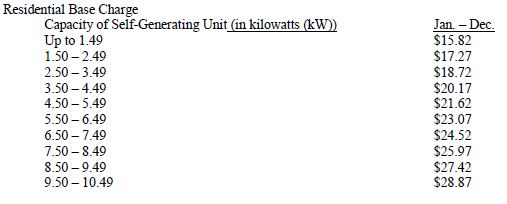 Residential Base Charge
Capacity of Self-Generating Unit (in kilowatts (kW)) Jan. – Dec.
Up to 1.49 $15.82
1.50 – 2.49 $17.27
2.50 – 3.49 $18.72
3.50 – 4.49 $20.17
4.50 – 5.49 $21.62
5.50 – 6.49 $23.07
6.50 – 7.49 $24.52
7.50 – 8.49 $25.97
8.50 – 9.49 $27.42
9.50 – 10.49 $28.87